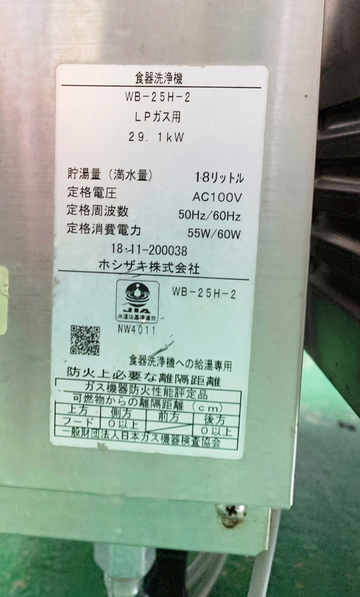 食器洗浄機
WB-25H-2
LPガス用
29.1kW
貯湯量（満水量） 18リットル
定格電圧 AC100V
定格周波数 50Hz/60Hz
定格消費電力 55W/60W
18-11-200038
ホシザキ株式会社
JIA
水道法基準適合
WB-25H-2
NW4011
食器洗浄機への給湯専用
防火上必要な離隔距離
ガス機器防火性能評定品
可燃物からの離隔距離（cm）
上方 側方 前方 後方
フード 0以上 0以上
一般財団法人日本ガス機器検査協会